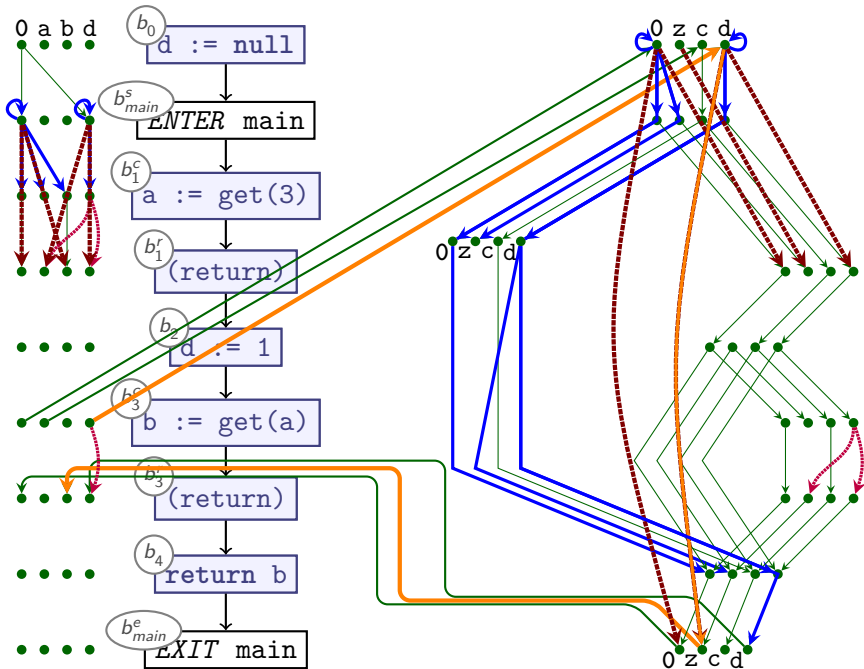 0 a b d
b₀
d := null
bˢmain
ENTER main
bᶜ₁
a := get(3)
bʳ₁
(return)
b₂
d := 1
bᶜ₃
b := get(a)
bʳ₃
(return)
b₄
return b
bᵉmain
EXIT main
0 z c d
0 z c d
0 z c d